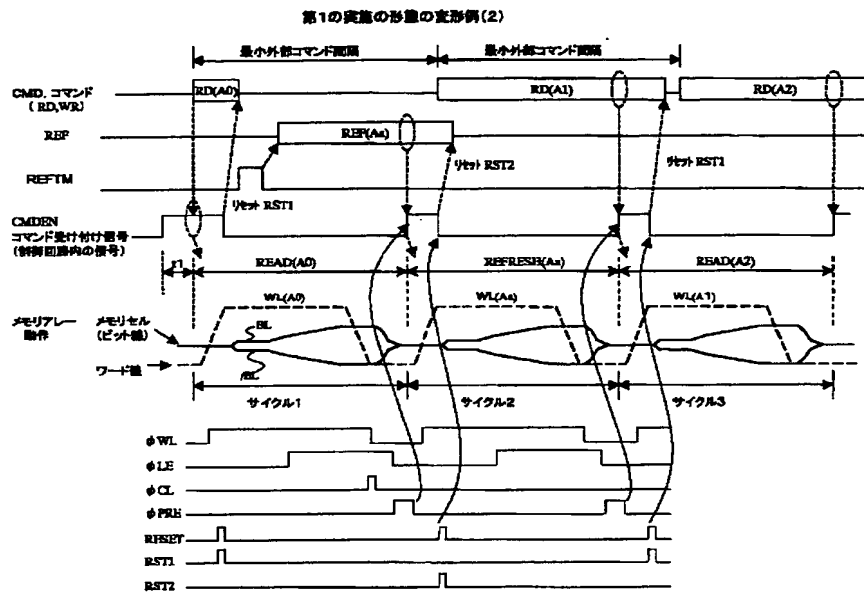 第1の実施の形態の変形例(2)
最小外部コマンド間隔
最小外部コマンド間隔
CMD, コマンド
( RD,WR)
RD(A0)
RD(A1)
RD(A2)
REF
REF(Aa)
リセット RST2
リセット RST1
REFTM
リセット RST1
CMDEN
コマンド受け付け信号
(制御回路内の信号)
READ(A0)
REFRESH(Aa)
READ(A2)
WL(A0)
WL(Aa)
WL(A1)
メモリアレー
動作
メモリセル
(ビット線)
BL
/BL
ワード線
サイクル1
サイクル2
サイクル3
φWL
φLE
φCL
φPRE
RESET
RST1
RST2